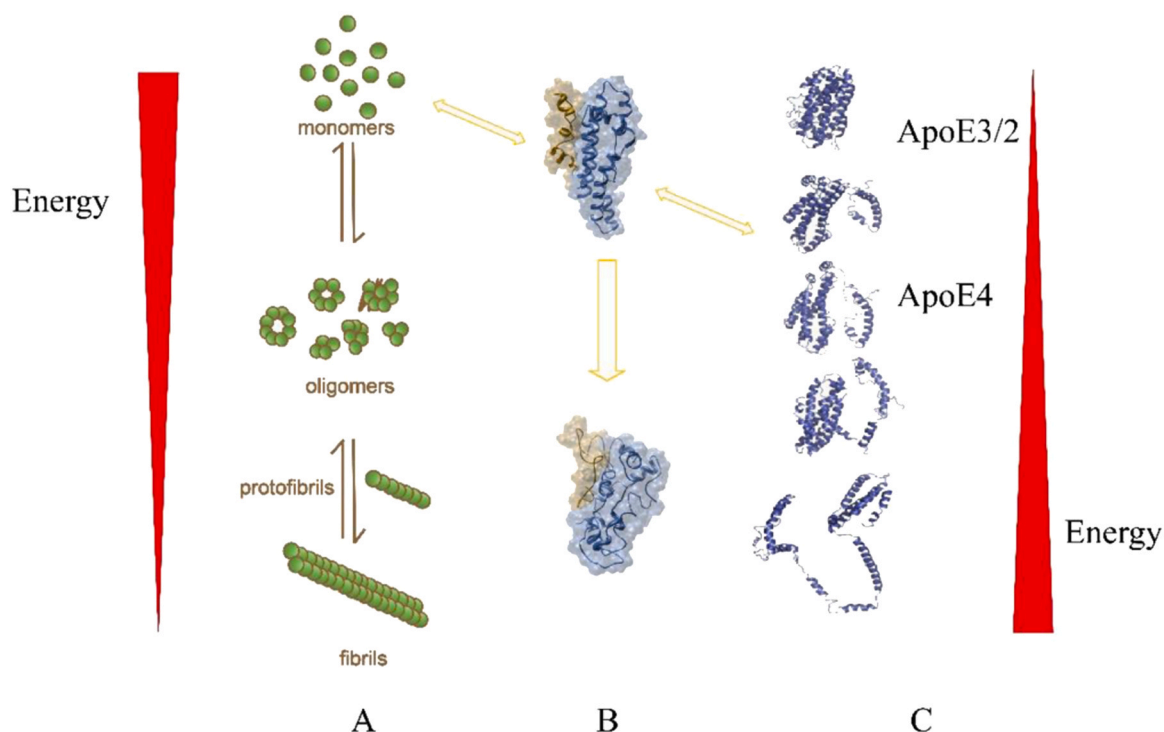 monomers
ApoE3/2
Energy
ApoE4
oligomers
protofibrils
Energy
fibrils
A
B
C